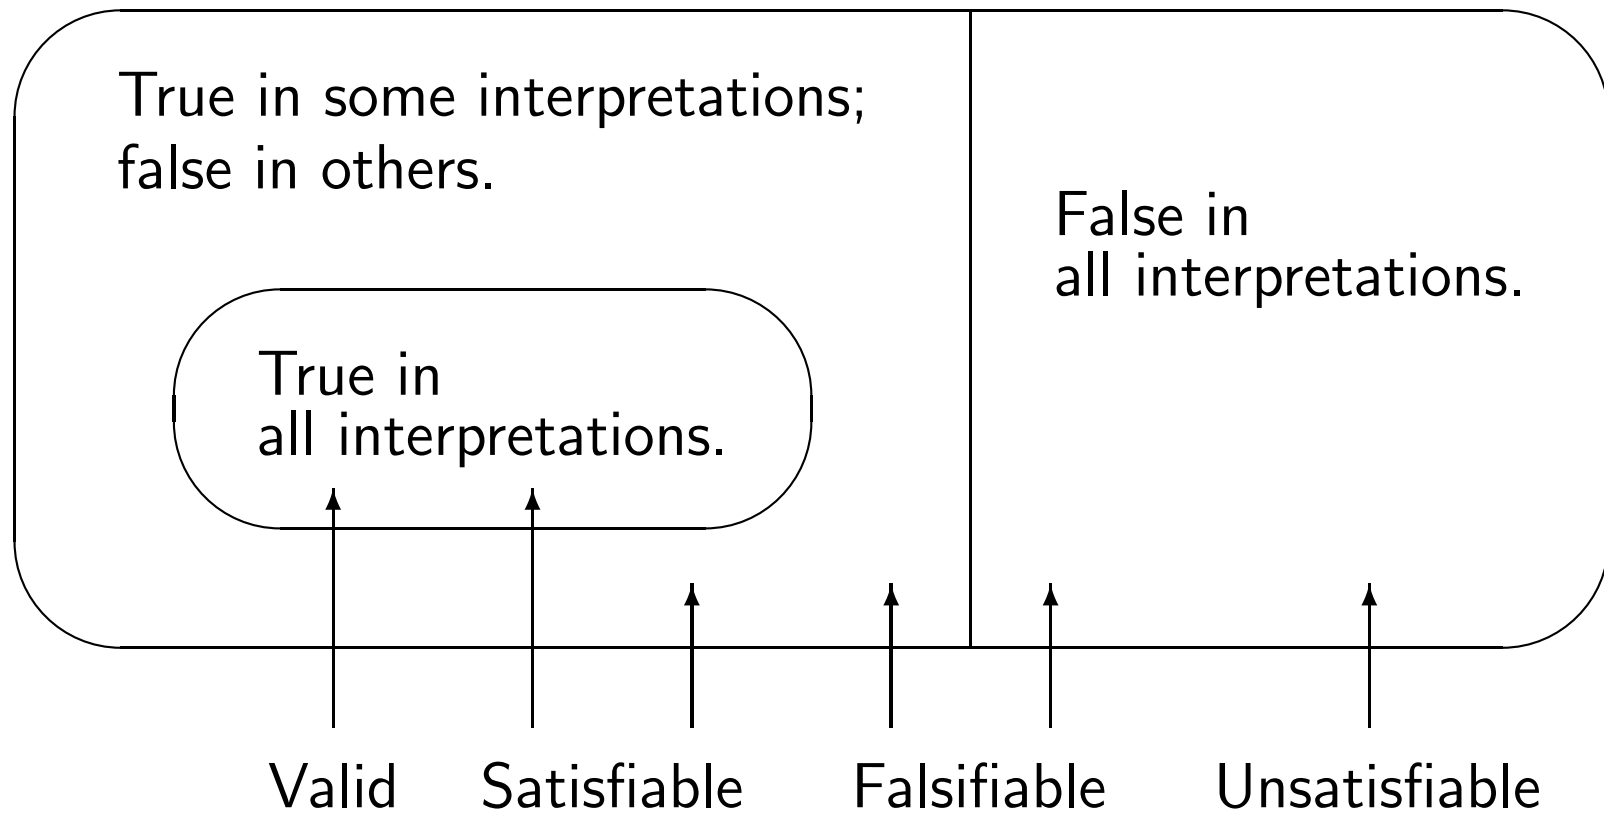 True in some interpretations;
false in others.
False in
all interpretations.
True in
all interpretations.
Valid Satisfiable Falsifiable Unsatisfiable